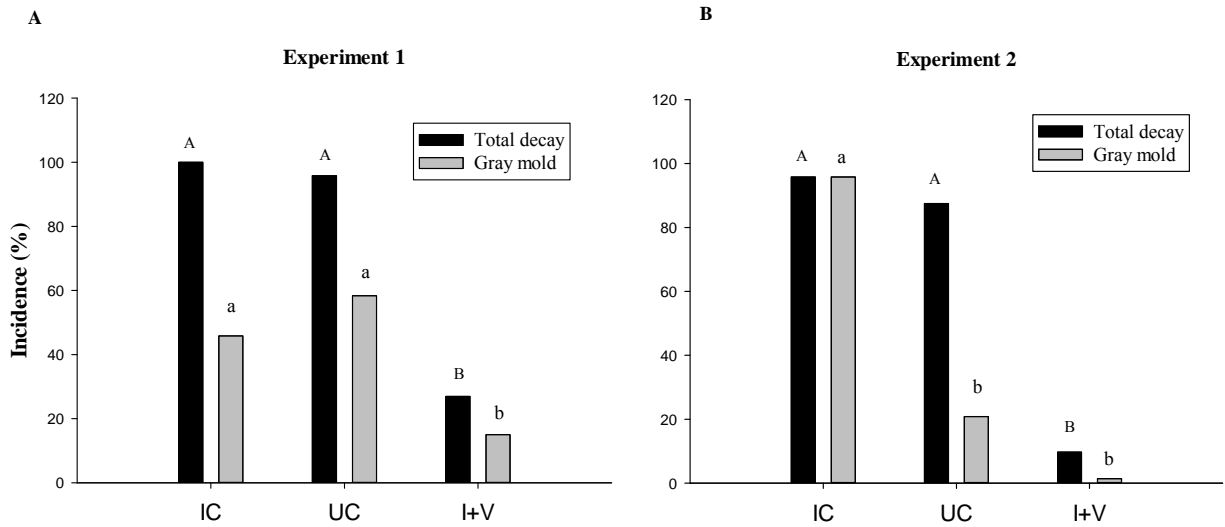 A
Experiment 1
Incidence (%)
120
100
80
60
40
20
0
Total decay
Gray mold
A
a
A
a
B
b
IC
UC
I+V
B
Experiment 2
120
100
80
60
40
20
0
Total decay
Gray mold
A
a
A
b
B
b
IC
UC
I+V